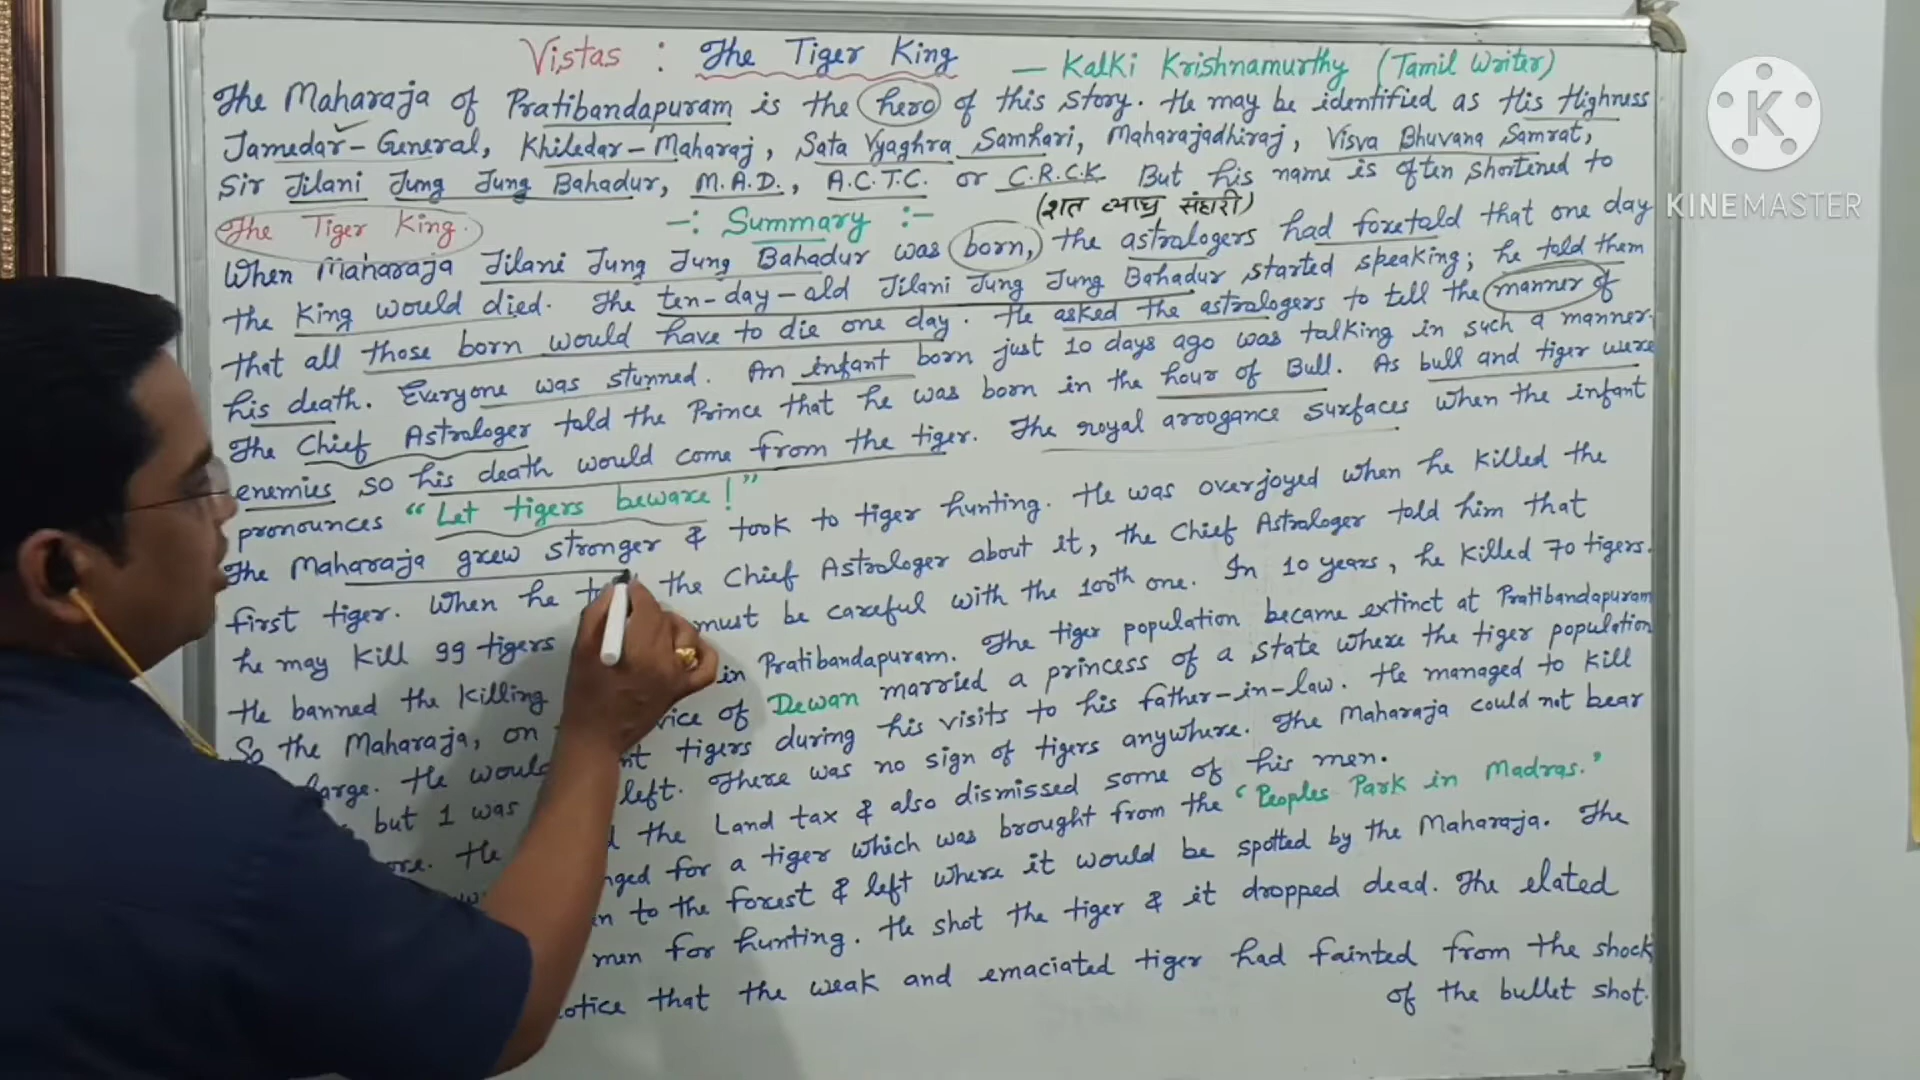 Vistas : The Tiger King — Kalki Krishnamurthy (Tamil Writer)
The Maharaja of Pratibandapuram is the hero of this story. He may be identified as His Highness
Jamedar-General, Khiledar-Maharaj, Sata Vyaghra Samhari, Maharajadhiraj, Visva Bhuvana Samrat,
Sir Jilani Jung Jung Bahadur, M.A.D., A.C.T.C. or C.R.C.K. But his name is often shortened to
(शत व्याघ्र संहारी)
The Tiger King.
-: Summary :-
When Maharaja Jilani Jung Jung Bahadur was born, the astrologers had foretold that one day
the king would died. The ten-day-old Jilani Jung Jung Bahadur started speaking; he told them
that all those born would have to die one day. He asked the astrologers to tell the manner of
his death. Everyone was stunned. An infant born just 10 days ago was talking in such a manner.
The Chief Astrologer told the Prince that he was born in the hour of Bull. As bull and tiger were
enemies so his death would come from the tiger. The royal arrogance surfaces when the infant
pronounces "Let tigers beware!"
The Maharaja grew stronger & took to tiger hunting. He was overjoyed when he killed the
first tiger. When he the Chief Astrologer about it, the Chief Astrologer told him that
he may kill 99 tigers must be careful with the 100th one. In 10 years, he killed 70 tigers.
He banned the killing in Pratibandapuram. The tiger population became extinct at Pratibandapuram
So the Maharaja, on of Dewan married a princess of a state where the tiger population
large. He would tigers during his visits to his father-in-law. He managed to kill
but 1 was left. There was no sign of tigers anywhere. The Maharaja could not bear
He the Land tax & also dismissed some of his men.
for a tiger which was brought from the "Peoples Park in Madras."
to the forest & left where it would be spotted by the Maharaja. The
men for hunting. He shot the tiger & it dropped dead. The elated
that the weak and emaciated tiger had fainted from the shock
of the bullet shot.
K
KINEMASTER